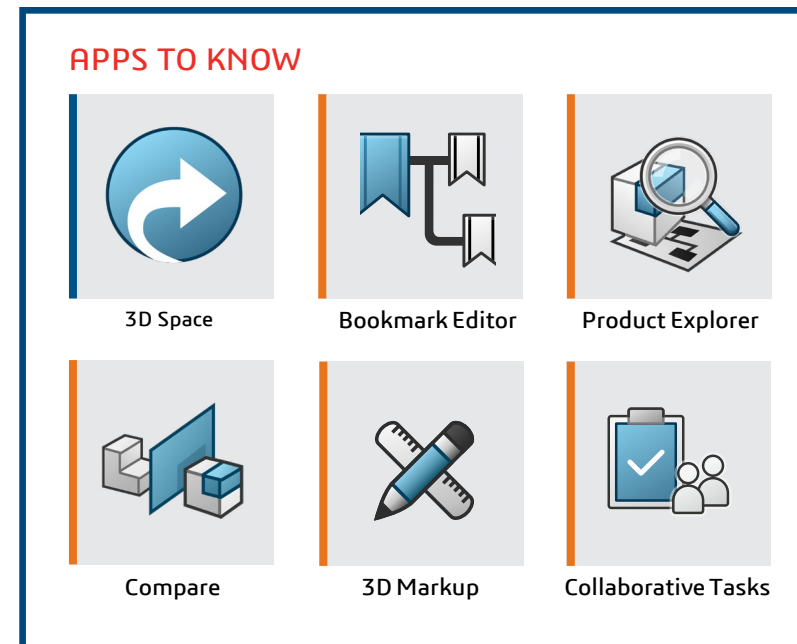 APPS TO KNOW
3D Space
Bookmark Editor
Product Explorer
Compare
3D Markup
Collaborative Tasks